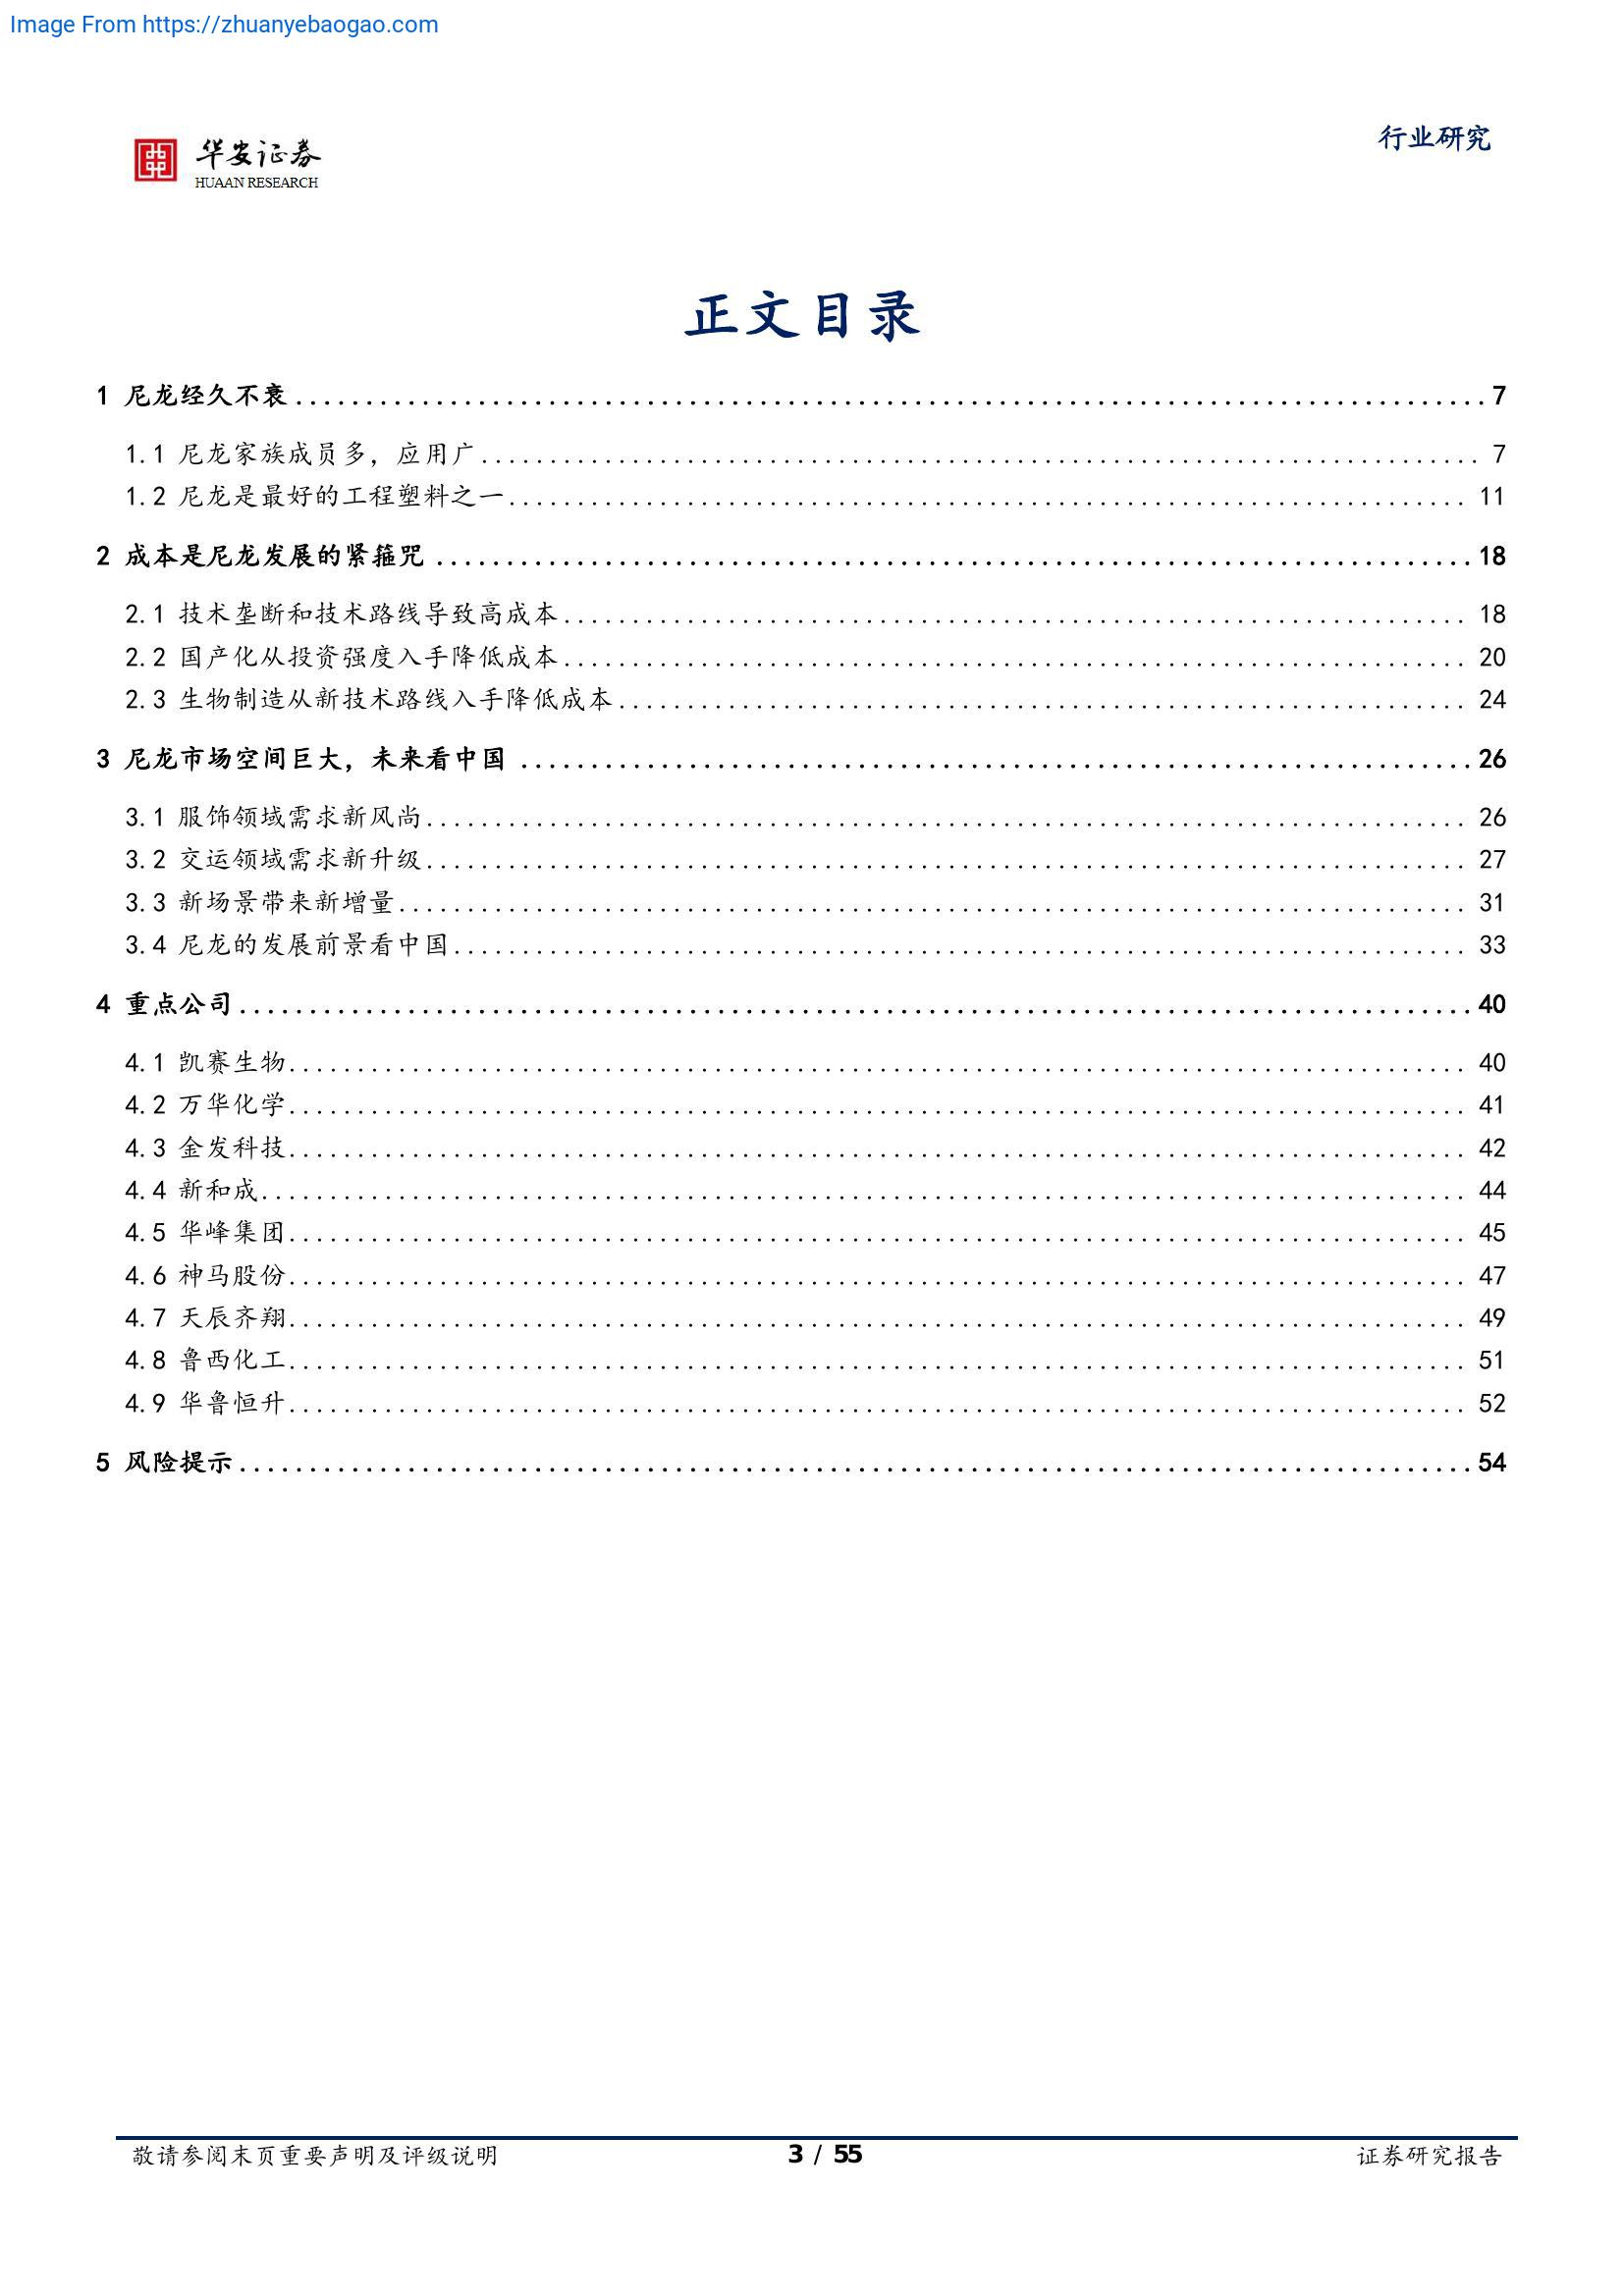 Image From https://zhuanyebaogao.com
华安证券
HUAAN RESEARCH
行业研究
正文目录
1 尼龙经久不衰 7
1.1 尼龙家族成员多，应用广 7
1.2 尼龙是最好的工程塑料之一 11
2 成本是尼龙发展的紧箍咒 18
2.1 技术垄断和技术路线导致高成本 18
2.2 国产化从投资强度入手降低成本 20
2.3 生物制造从新技术路线入手降低成本 24
3 尼龙市场空间巨大，未来看中国 26
3.1 服饰领域需求新风尚 26
3.2 交运领域需求新升级 27
3.3 新场景带来新增量 31
3.4 尼龙的发展前景看中国 33
4 重点公司 40
4.1 凯赛生物 40
4.2 万华化学 41
4.3 金发科技 42
4.4 新和成 44
4.5 华峰集团 45
4.6 神马股份 47
4.7 天辰齐翔 49
4.8 鲁西化工 51
4.9 华鲁恒升 52
5 风险提示 54
敬请参阅末页重要声明及评级说明
3 / 55
证券研究报告